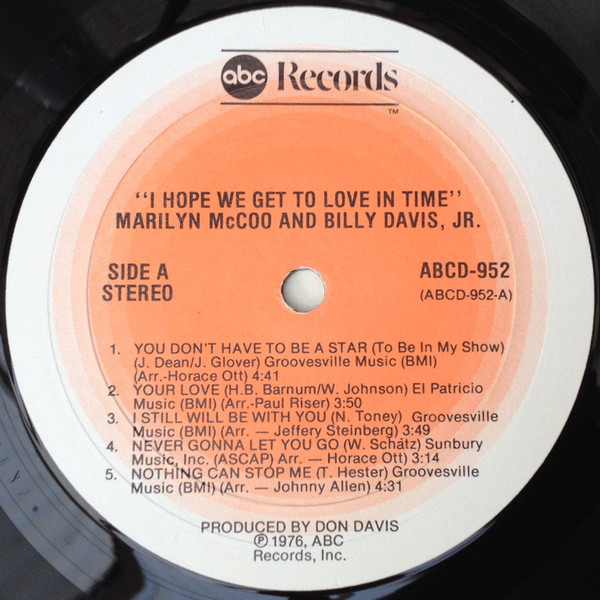 abc Records
™
"I HOPE WE GET TO LOVE IN TIME"
MARILYN McCOO AND BILLY DAVIS, JR.
SIDE A
STEREO
ABCD-952
(ABCD-952-A)
1. YOU DON'T HAVE TO BE A STAR (To Be In My Show)
(J. Dean/J. Glover) Groovesville Music (BMI)
(Arr.-Horace Ott) 4:41
2. YOUR LOVE (H.B. Barnum/W. Johnson) El Patricio
Music (BMI) (Arr.-Paul Riser) 3:50
3. I STILL WILL BE WITH YOU (N. Toney) Groovesville
Music (BMI) (Arr. — Jeffery Steinberg) 3:49
4. NEVER GONNA LET YOU GO (W. Schatz) Sunbury
Music, Inc. (ASCAP) Arr. — Horace Ott) 3:14
5. NOTHING CAN STOP ME (T. Hester) Groovesville
Music (BMI) (Arr. — Johnny Allen) 4:31
PRODUCED BY DON DAVIS
℗ 1976, ABC
Records, Inc.